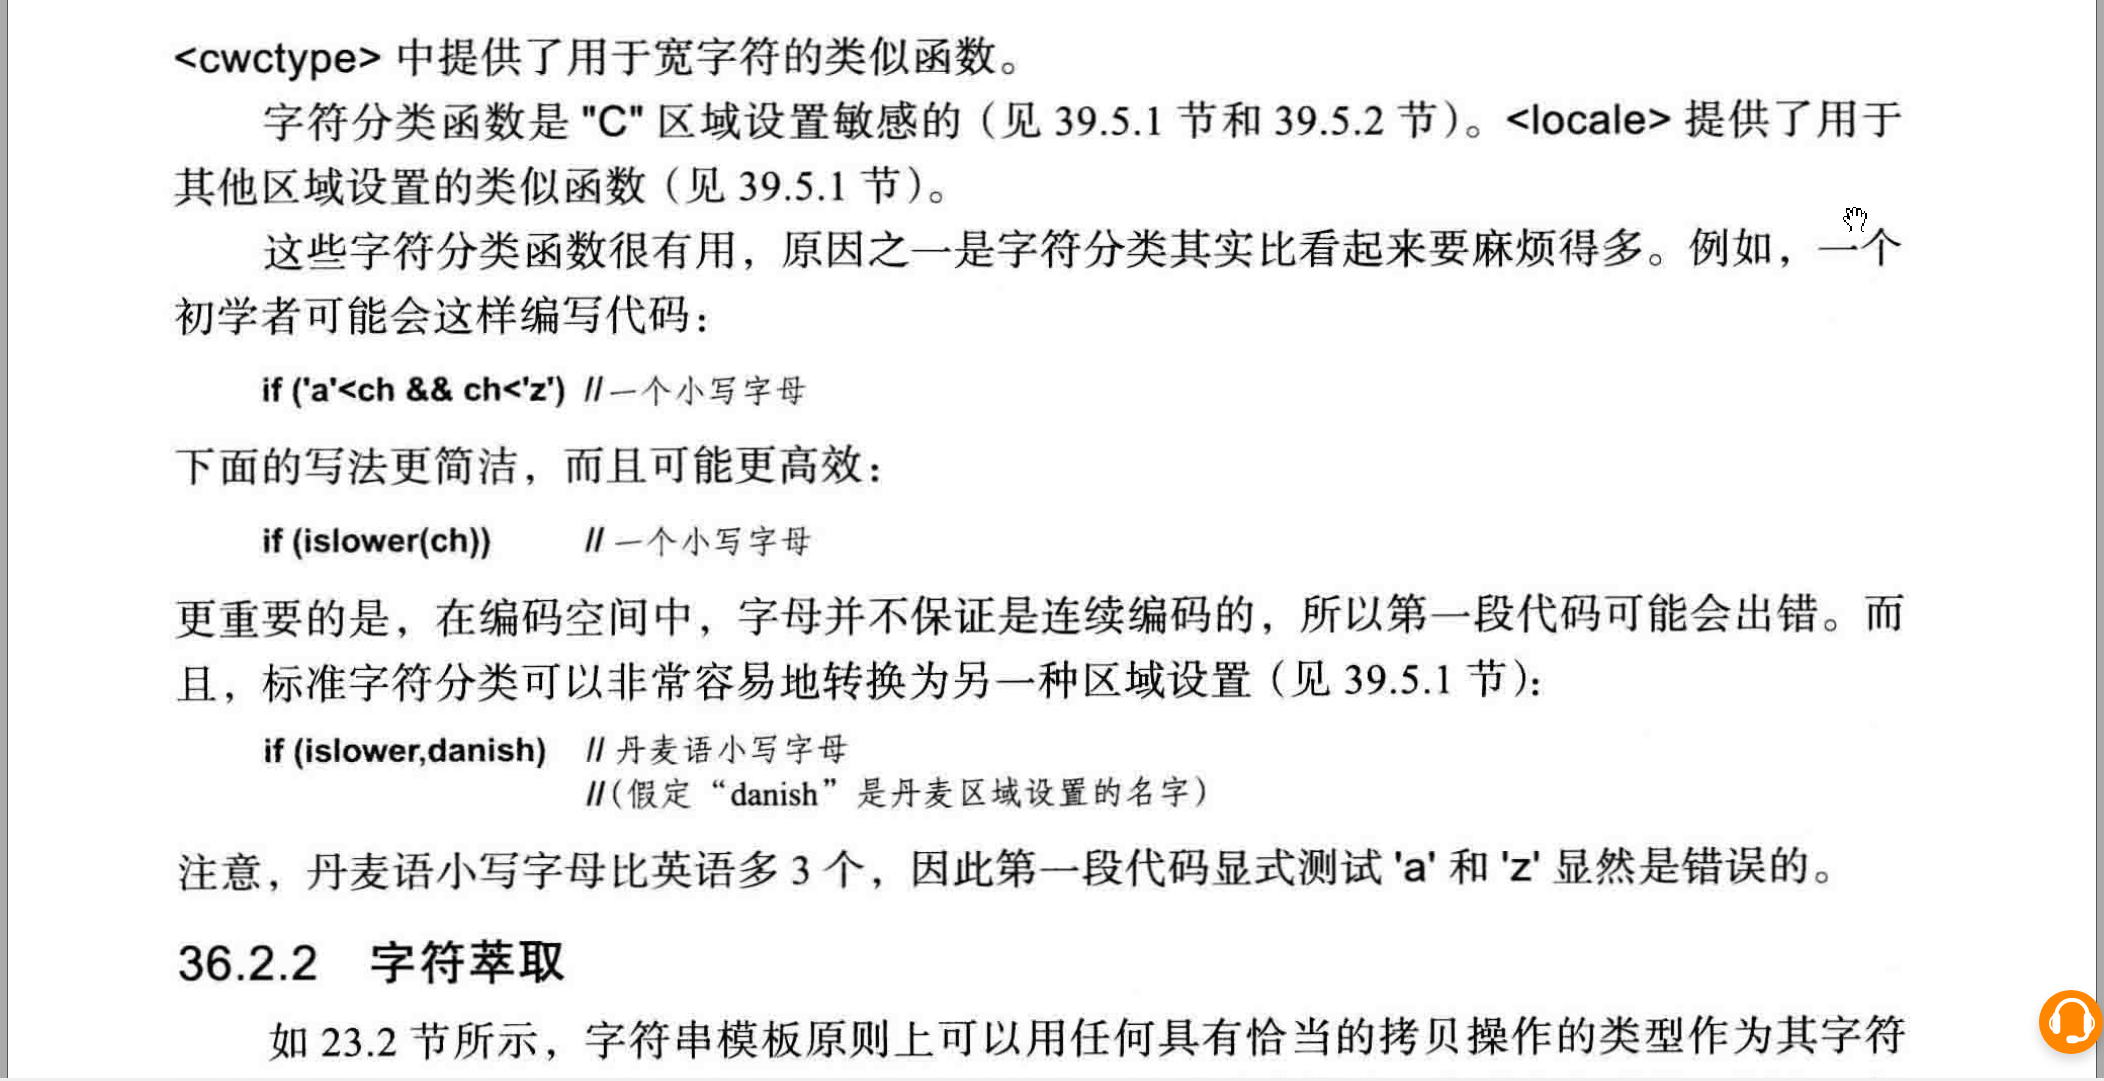 <cwctype> 中提供了用于宽字符的类似函数。
字符分类函数是 "C" 区域设置敏感的（见 39.5.1 节和 39.5.2 节）。<locale> 提供了用于
其他区域设置的类似函数（见 39.5.1 节）。
这些字符分类函数很有用，原因之一是字符分类其实比看起来要麻烦得多。例如，一个
初学者可能会这样编写代码：
if ('a'<ch && ch<'z') //一个小写字母
下面的写法更简洁，而且可能更高效：
if (islower(ch)) // 一个小写字母
更重要的是，在编码空间中，字母并不保证是连续编码的，所以第一段代码可能会出错。而
且，标准字符分类可以非常容易地转换为另一种区域设置（见 39.5.1 节）：
if (islower,danish) // 丹麦语小写字母
//（假定“danish”是丹麦区域设置的名字）
注意，丹麦语小写字母比英语多 3 个，因此第一段代码显式测试 'a' 和 'z' 显然是错误的。
36.2.2 字符萃取
如 23.2 节所示，字符串模板原则上可以用任何具有恰当的拷贝操作的类型作为其字符